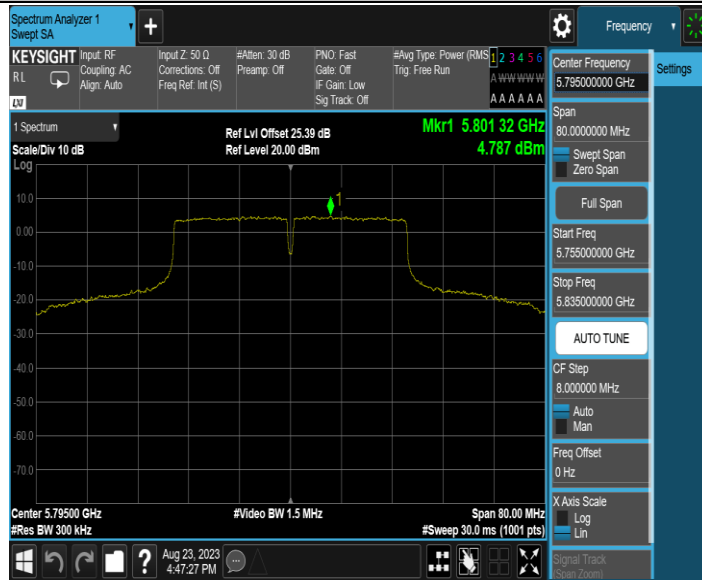 Spectrum Analyzer 1
Swept SA
+
Frequency
KEYSIGHT
RL
LXI
Input: RF
Coupling: AC
Align: Auto
Input Z: 50 Ω
Corrections: Off
Freq Ref: Int (S)
#Atten: 30 dB
Preamp: Off
PNO: Fast
Gate: Off
IF Gain: Low
Sig Track: Off
#Avg Type: Power (RMS
Trig: Free Run
1 2 3 4 5 6
A W W W W W
A A A A A A
1 Spectrum
Scale/Div 10 dB
Log
Ref Lvl Offset 25.39 dB
Ref Level 20.00 dBm
Mkr1 5.801 32 GHz
4.787 dBm
1
10.0
0.00
-10.0
-20.0
-30.0
-40.0
-50.0
-60.0
-70.0
Center 5.79500 GHz
#Res BW 300 kHz
#Video BW 1.5 MHz
Span 80.00 MHz
#Sweep 30.0 ms (1001 pts)
Aug 23, 2023
4:47:27 PM
?
Center Frequency
5.795000000 GHz
Settings
Span
80.0000000 MHz
Swept Span
Zero Span
Full Span
Start Freq
5.755000000 GHz
Stop Freq
5.835000000 GHz
AUTO TUNE
CF Step
8.000000 MHz
Auto
Man
Freq Offset
0 Hz
X Axis Scale
Log
Lin
Signal Track
(Span Zoom)